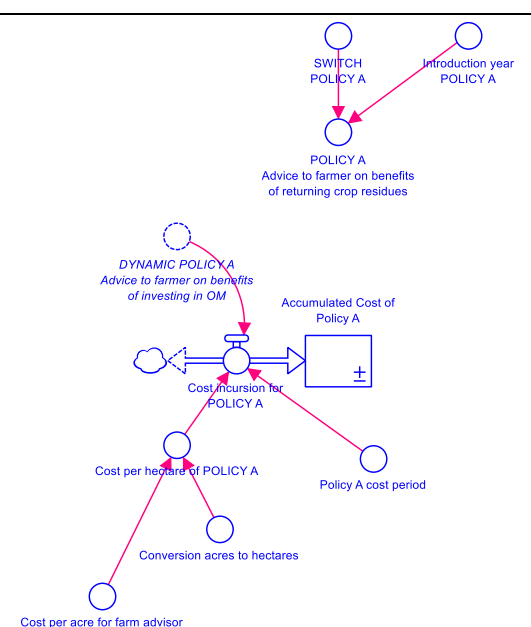 SWITCH
POLICY A
Introduction year
POLICY A
POLICY A
Advice to farmer on benefits
of returning crop residues
DYNAMIC POLICY A
Advice to farmer on benefits
of investing in OM
Accumulated Cost of
Policy A
±
Cost incursion for
POLICY A
Cost per hectare of POLICY A
Policy A cost period
Conversion acres to hectares
Cost per acre for farm advisor